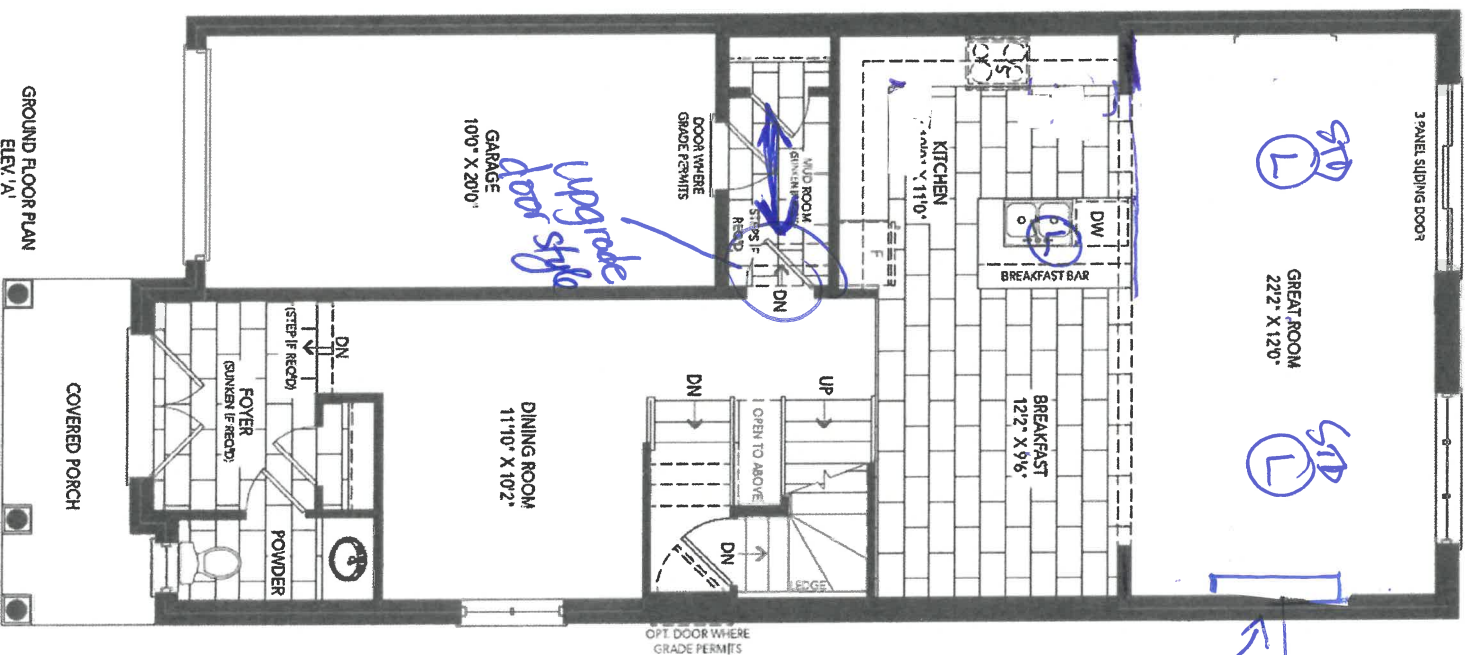 GROUND FLOOR PLAN
ELEV. 'A'
COVERED PORCH
GARAGE
10'0" X 20'0"
upgrade
door style
DOOR WHERE
GRADE PERMITS
MUD ROOM
(SUNKEN
STEPS IF
REQ'D
DN
FOYER
(SUNKEN IF REQ'D)
DN
(STEP IF REQ'D)
POWDER
DINING ROOM
11'10" X 10'2"
DN
OPEN TO ABOVE
UP
DN
LEDGE
OPT. DOOR WHERE
GRADE PERMITS
KITCHEN
X 11'0"
S
F
DW
L
BREAKFAST BAR
BREAKFAST
12'2" X 9'6"
GREAT ROOM
22'2" X 12'0"
3 PANEL SLIDING DOOR
STD
L
STD
L